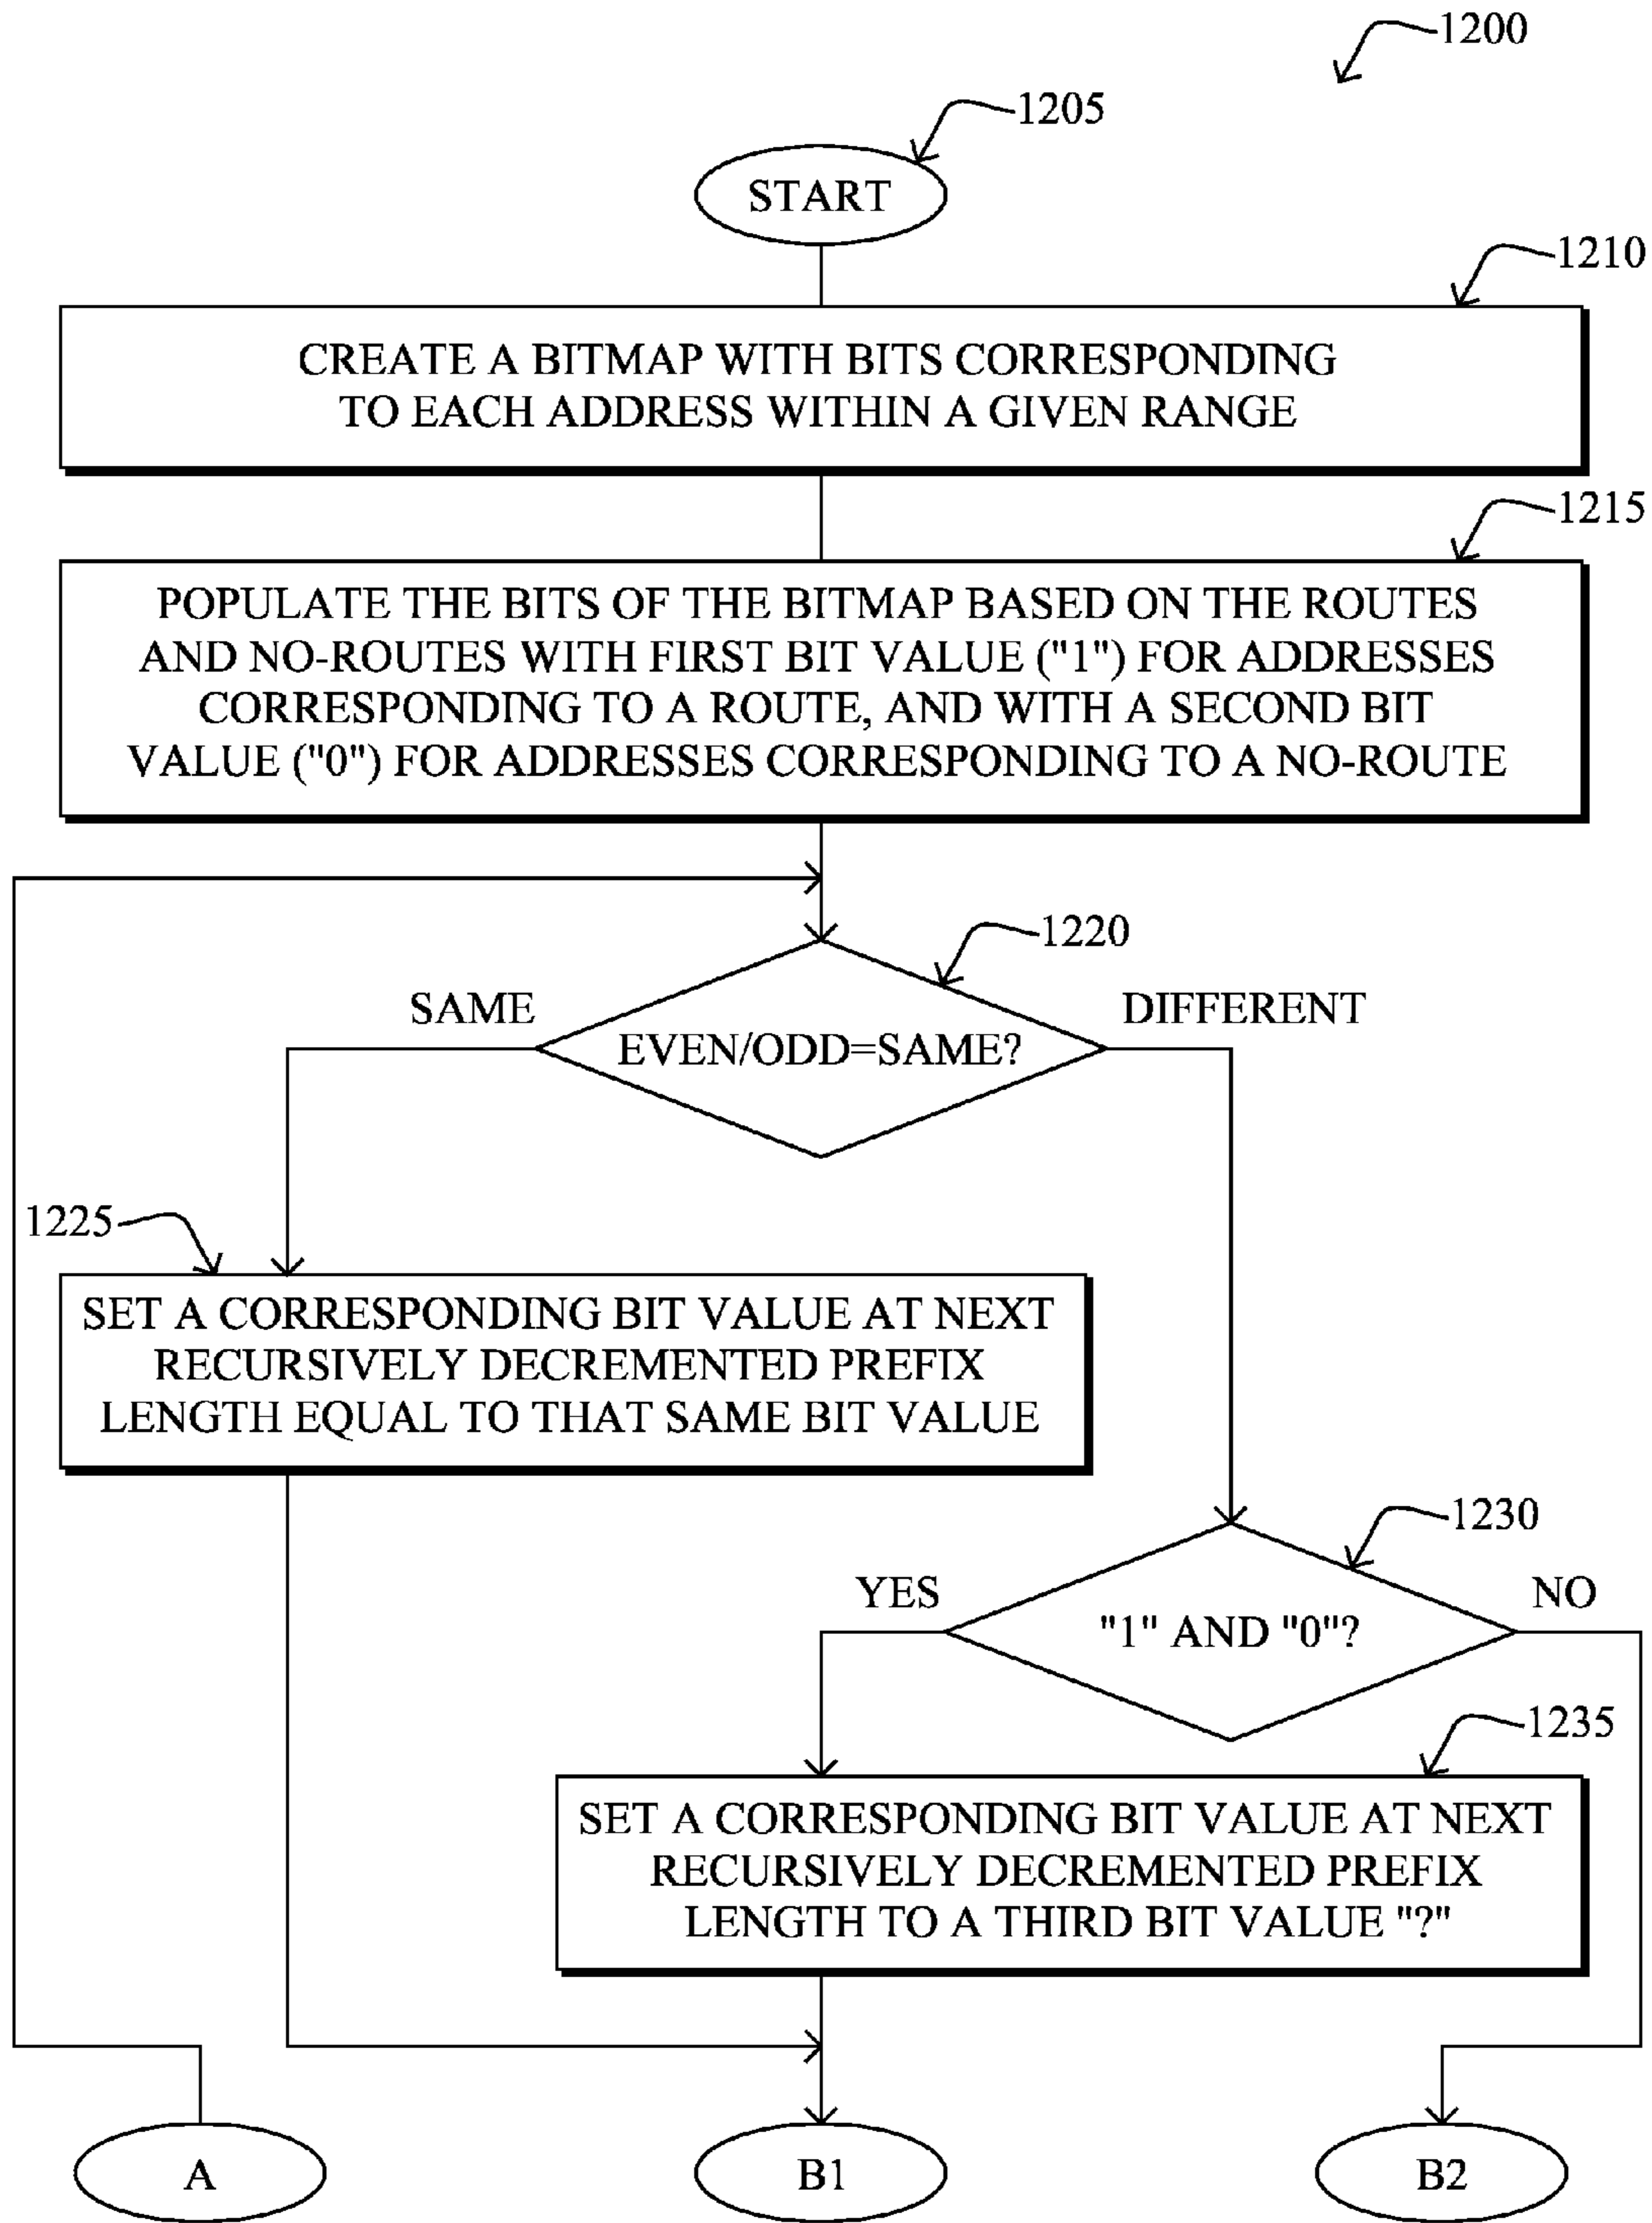 1200
1205
START
1210
CREATE A BITMAP WITH BITS CORRESPONDING
TO EACH ADDRESS WITHIN A GIVEN RANGE
1215
POPULATE THE BITS OF THE BITMAP BASED ON THE ROUTES
AND NO-ROUTES WITH FIRST BIT VALUE ("1") FOR ADDRESSES
CORRESPONDING TO A ROUTE, AND WITH A SECOND BIT
VALUE ("0") FOR ADDRESSES CORRESPONDING TO A NO-ROUTE
1220
SAME
DIFFERENT
EVEN/ODD=SAME?
1225
SET A CORRESPONDING BIT VALUE AT NEXT
RECURSIVELY DECREMENTED PREFIX
LENGTH EQUAL TO THAT SAME BIT VALUE
1230
YES
NO
"1" AND "0"?
1235
SET A CORRESPONDING BIT VALUE AT NEXT
RECURSIVELY DECREMENTED PREFIX
LENGTH TO A THIRD BIT VALUE "?"
A
B1
B2